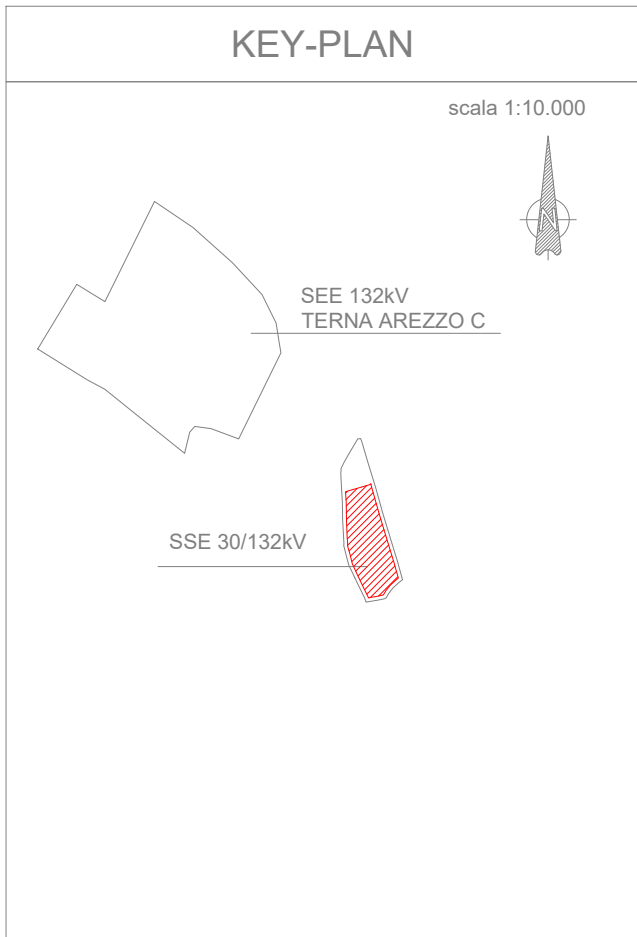 KEY-PLAN
scala 1:10.000
N
SEE 132kV
TERNA AREZZO C
SSE 30/132kV